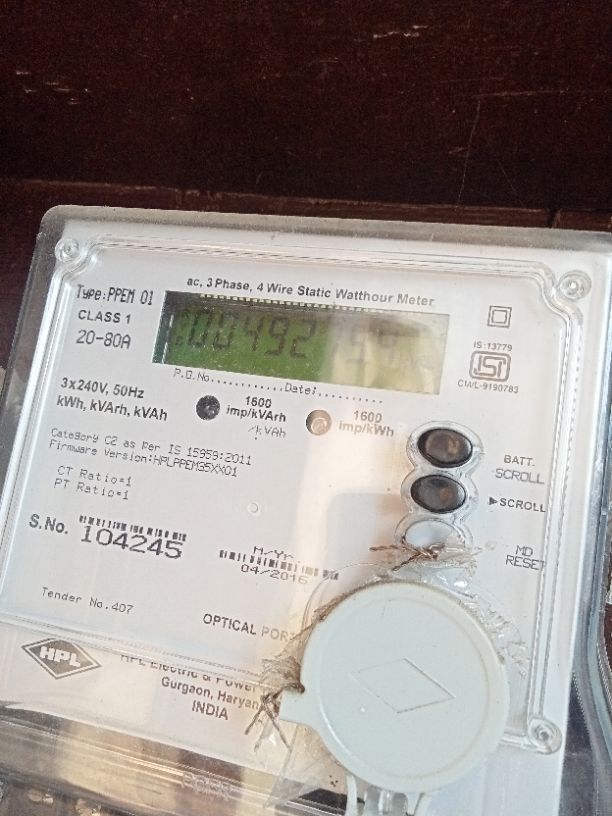 ac, 3 Phase, 4 Wire Static Watthour Meter
Type:PPEM 01
CLASS 1
20-80A
IS:13779
ISI
CM/L-9190783
P.O.No...........Date:..........
3x240V, 50Hz
kWh, kVArh, kVAh
1600
imp/kVArh
/kVAh
1600
imp/kWh
Category C2 as per IS 15959:2011
Firmware Version:HPLPPEM35XX01
CT Ratio=1
PT Ratio=1
BATT.
SCROLL
▶SCROLL
MD
RESET
S.No.
104245
M/Yr.
04/2016
Tender No.407
OPTICAL
HPL
HPL Electric & Power
Gurgaon,
INDIA